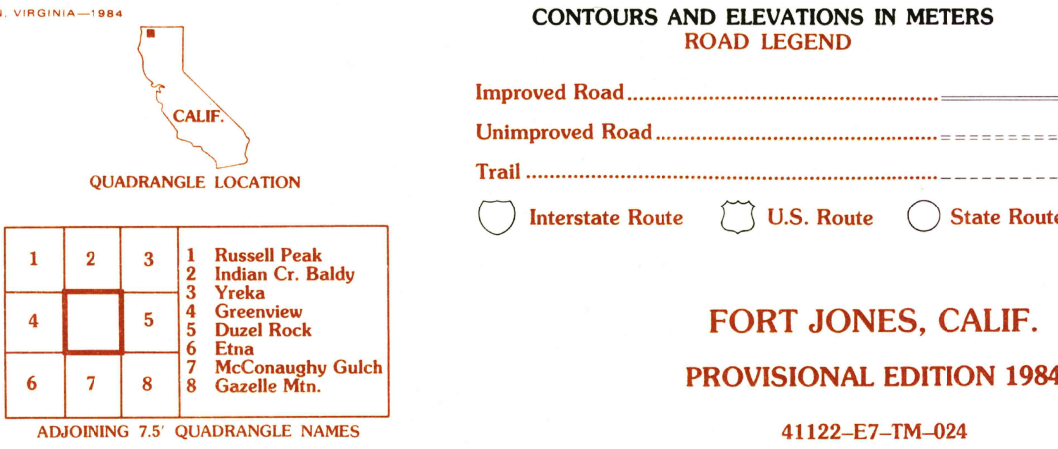 VIRGINIA—1984
CALIF.
QUADRANGLE LOCATION
1 2 3
4 5
6 7 8
1 Russell Peak
2 Indian Cr. Baldy
3 Yreka
4 Greenview
5 Duzel Rock
6 Etna
7 McConaughy Gulch
8 Gazelle Mtn.
ADJOINING 7.5' QUADRANGLE NAMES
CONTOURS AND ELEVATIONS IN METERS
ROAD LEGEND
Improved Road
Unimproved Road
Trail
Interstate Route U.S. Route State Route
FORT JONES, CALIF.
PROVISIONAL EDITION 1984
41122–E7–TM–024